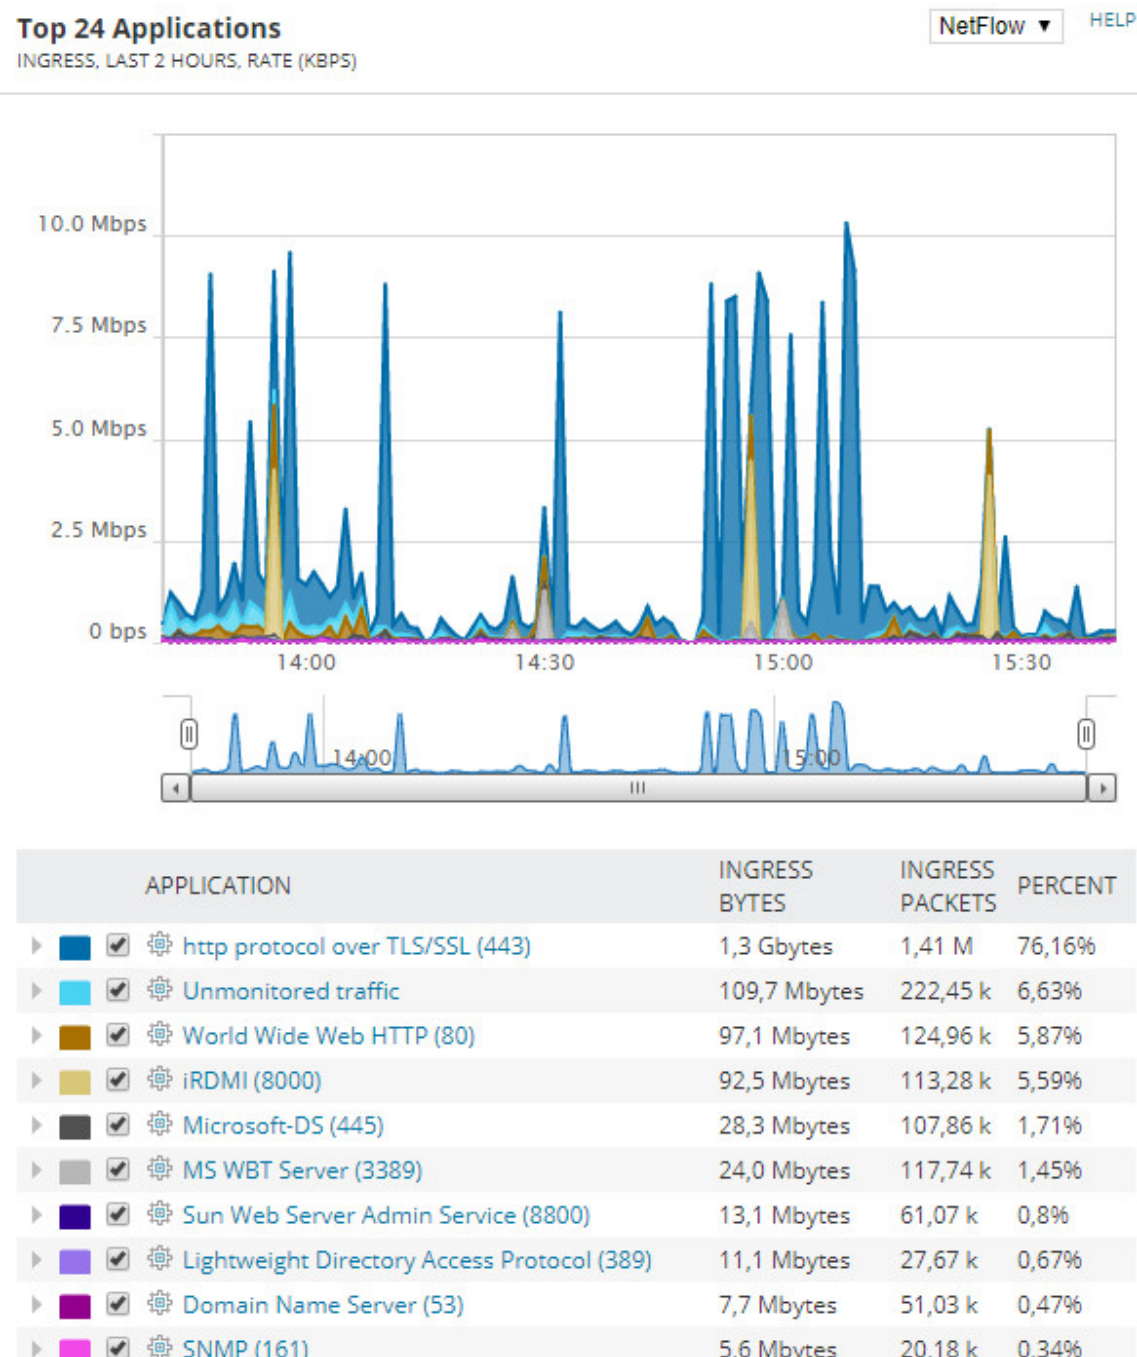 Top 24 Applications
NetFlow ▼
HELP
INGRESS, LAST 2 HOURS, RATE (KBPS)
10.0 Mbps
7.5 Mbps
5.0 Mbps
2.5 Mbps
0 bps
14:00 14:30 15:00 15:30
14:00 15:00
APPLICATION INGRESS BYTES INGRESS PACKETS PERCENT
http protocol over TLS/SSL (443) 1,3 Gbytes 1,41 M 76,16%
Unmonitored traffic 109,7 Mbytes 222,45 k 6,63%
World Wide Web HTTP (80) 97,1 Mbytes 124,96 k 5,87%
iRDMI (8000) 92,5 Mbytes 113,28 k 5,59%
Microsoft-DS (445) 28,3 Mbytes 107,86 k 1,71%
MS WBT Server (3389) 24,0 Mbytes 117,74 k 1,45%
Sun Web Server Admin Service (8800) 13,1 Mbytes 61,07 k 0,8%
Lightweight Directory Access Protocol (389) 11,1 Mbytes 27,67 k 0,67%
Domain Name Server (53) 7,7 Mbytes 51,03 k 0,47%
SNMP (161) 5,6 Mbytes 20,18 k 0,34%